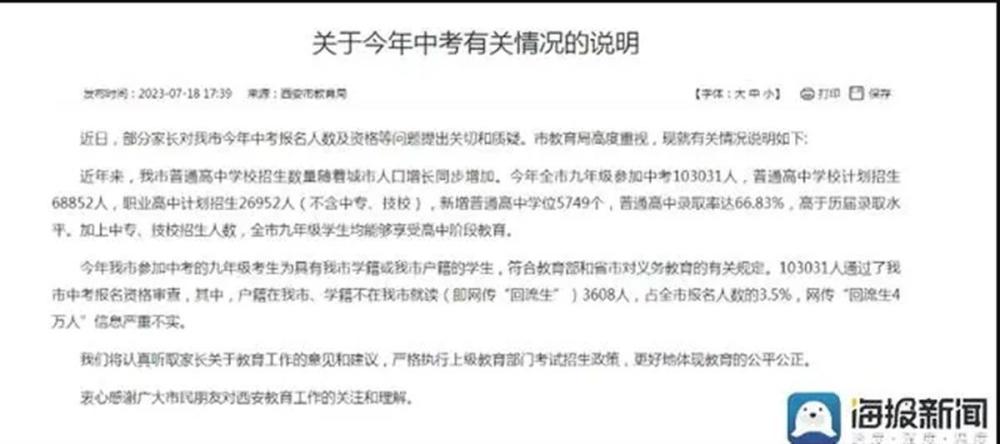 关于今年中考有关情况的说明
发布时间：2023-07-18 17:39 来源：西安市教育局 【字体：大 中 小】 打印 保存
近日，部分家长对我市今年中考报名人数及资格等问题提出关切和质疑。市教育局高度重视，现就有关情况说明如下:
近年来，我市普通高中学校招生数量随着城市人口增长同步增加。今年全市九年级参加中考103031人，普通高中学校计划招生
68852人，职业高中计划招生26952人（不含中专、技校），新增普通高中学位5749个，普通高中录取率达66.83%，高于历届录取水
平。加上中专、技校招生人数，全市九年级学生均能够享受高中阶段教育。
今年我市参加中考的九年级考生为具有我市学籍或我市户籍的学生，符合教育部和省市对义务教育的有关规定。103031人通过了我
市中考报名资格审查，其中，户籍在我市、学籍不在我市就读（即网传“回流生”）3608人，占全市报名人数的3.5%，网传“回流生4
万人”信息严重不实。
我们将认真听取家长关于教育工作的意见和建议，严格执行上级教育部门考试招生政策，更好地体现教育的公平公正。
衷心感谢广大市民朋友对西安教育工作的关注和理解。
海报新闻